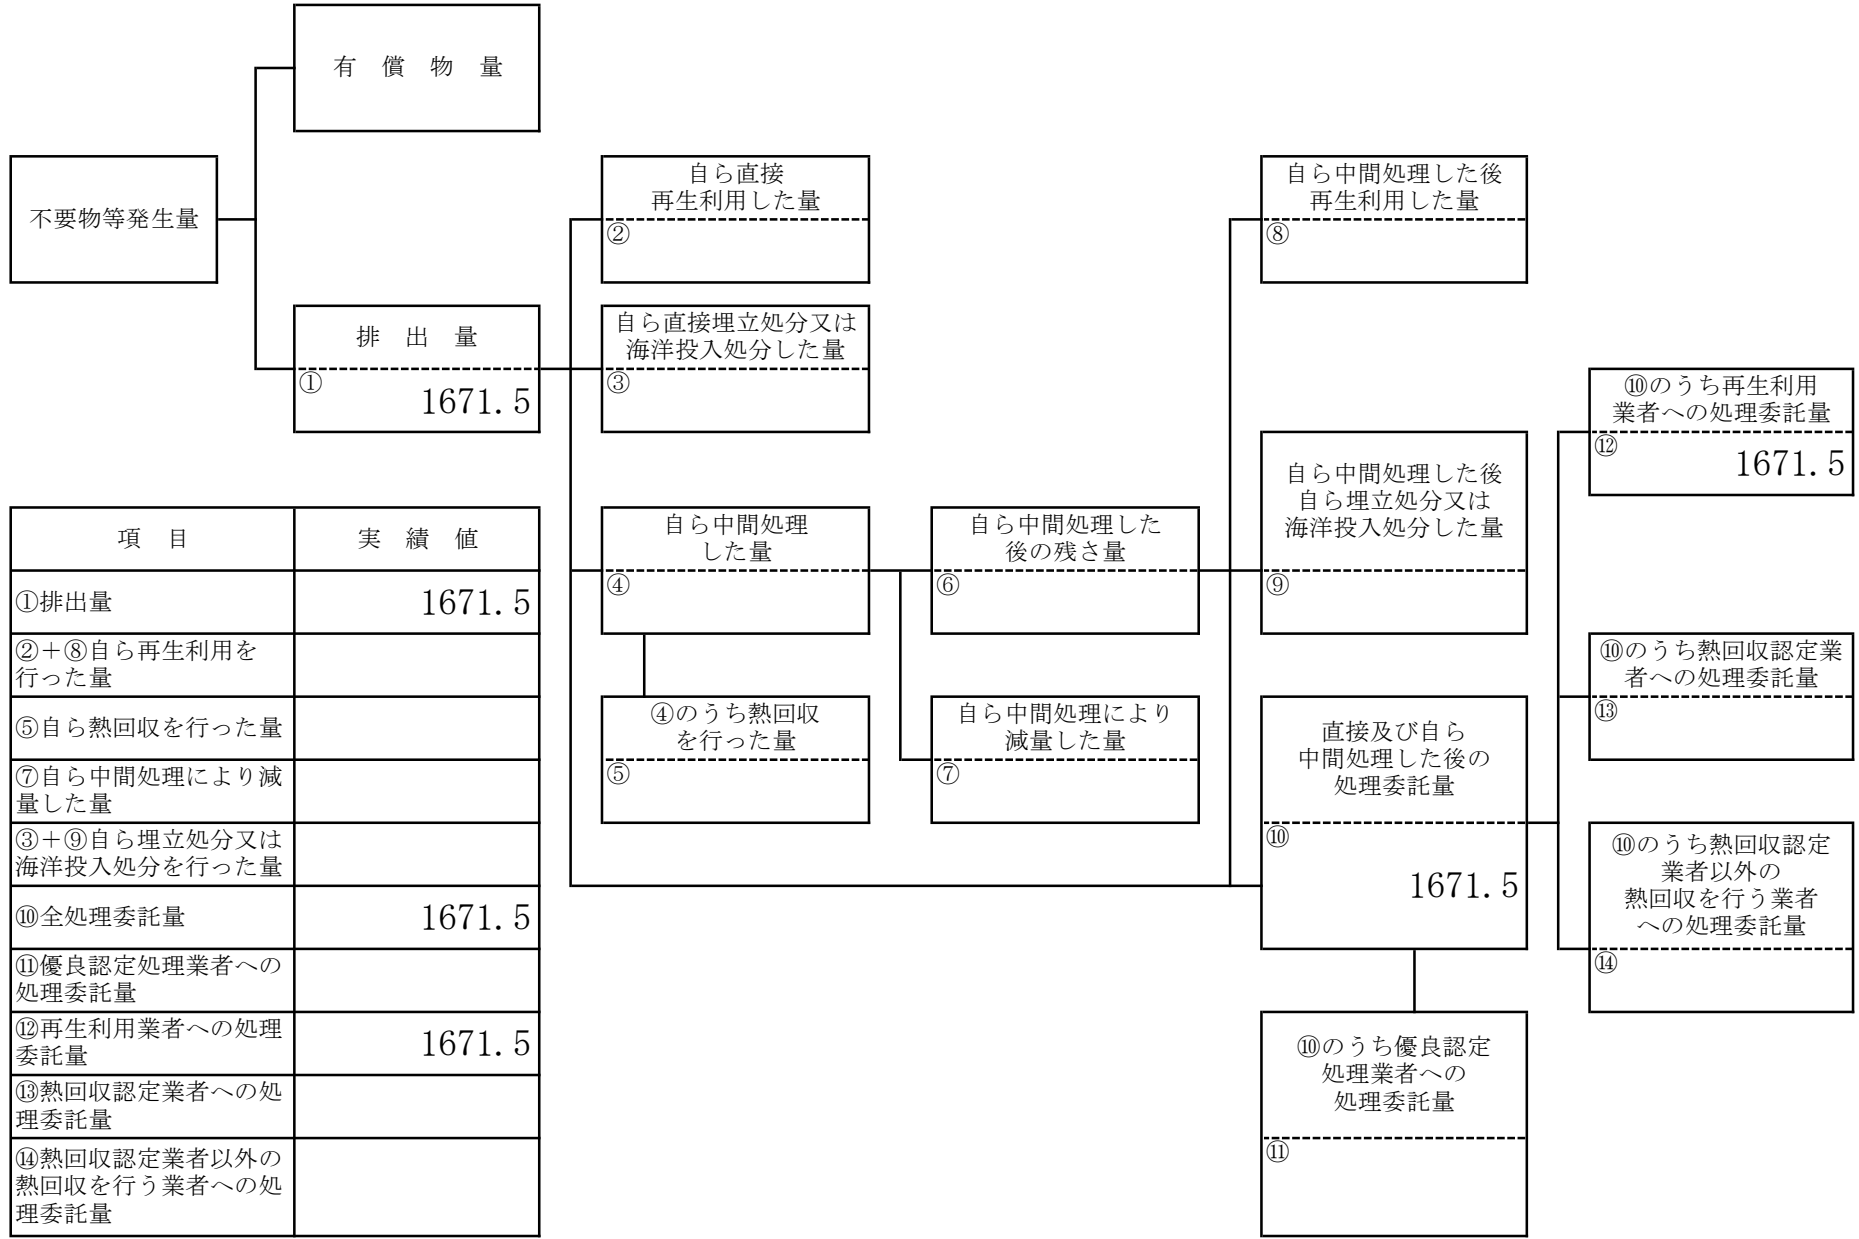 有　償　物　量
不要物等発生量
自ら直接
再生利用した量
②
自ら中間処理した後
再生利用した量
⑧
排　出　量
①
1671.5
自ら直接埋立処分又は
海洋投入処分した量
③
⑩のうち再生利用
業者への処理委託量
⑫
1671.5
自ら中間処理した後
自ら埋立処分又は
海洋投入処分した量
⑨
自ら中間処理
した量
④
自ら中間処理した
後の残さ量
⑥
⑩のうち熱回収認定業
者への処理委託量
⑬
④のうち熱回収
を行った量
⑤
自ら中間処理により
減量した量
⑦
直接及び自ら
中間処理した後の
処理委託量
⑩
1671.5
⑩のうち熱回収認定
業者以外の
熱回収を行う業者
への処理委託量
⑭
⑩のうち優良認定
処理業者への
処理委託量
⑪
項　目　実　績　値
①排出量　1671.5
②＋⑧自ら再生利用を
行った量
⑤自ら熱回収を行った量
⑦自ら中間処理により減
量した量
③＋⑨自ら埋立処分又は
海洋投入処分を行った量
⑩全処理委託量　1671.5
⑪優良認定処理業者への
処理委託量
⑫再生利用業者への処理
委託量　1671.5
⑬熱回収認定業者への処
理委託量
⑭熱回収認定業者以外の
熱回収を行う業者への処
理委託量